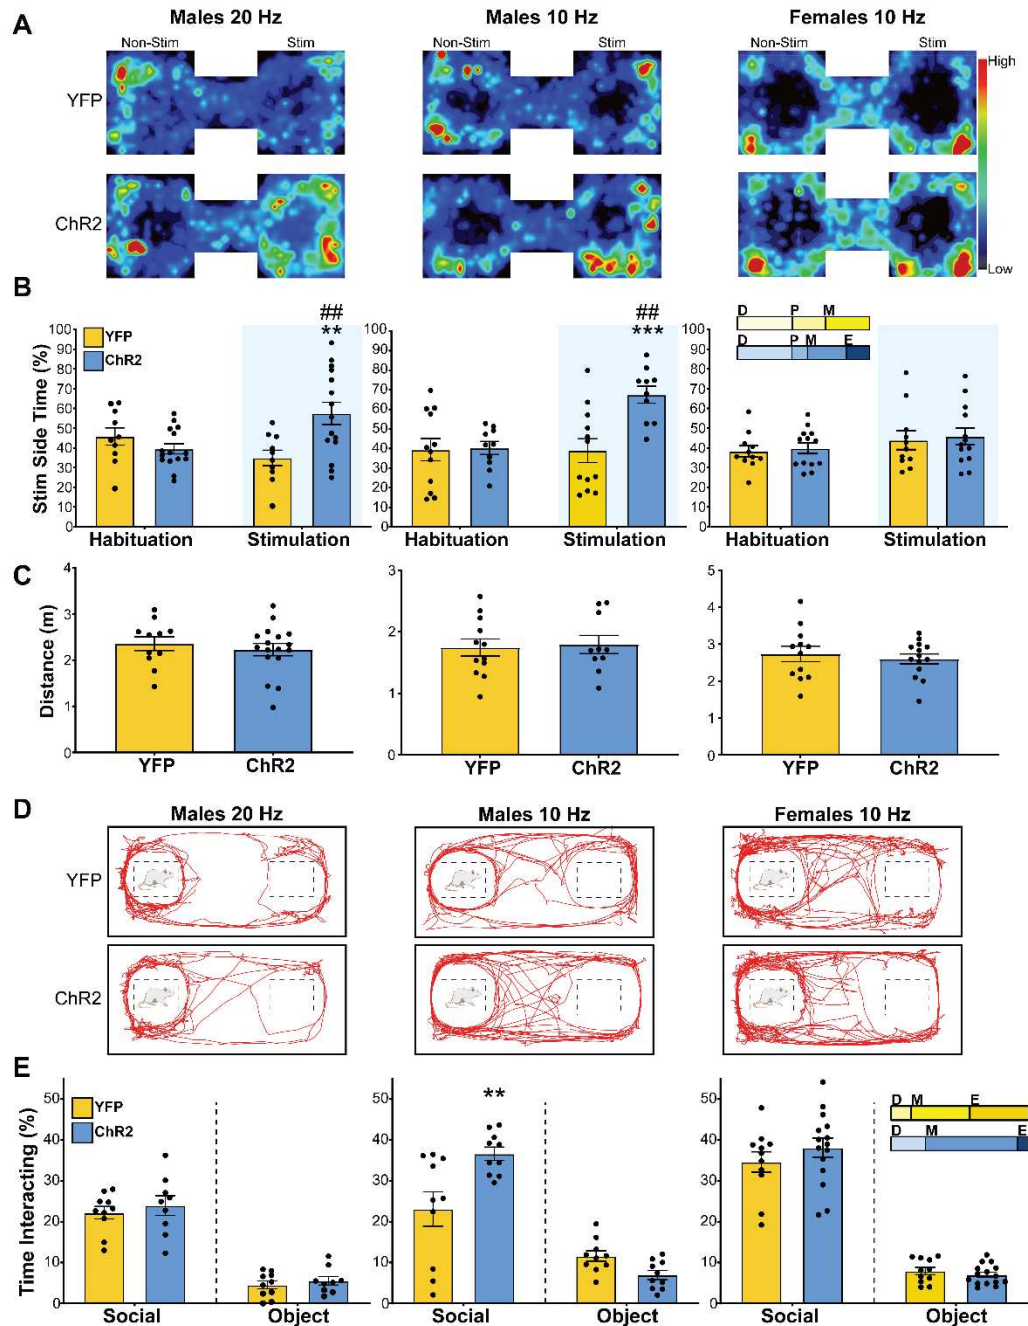 A
Males 20 Hz
Males 10 Hz
Females 10 Hz
Non-Stim
Stim
Non-Stim
Stim
Non-Stim
Stim
High
YFP
ChR2
Low
B
Stim Side Time (%)
100
90
80
70
60
50
40
30
20
10
0
YFP
ChR2
##
**
Habituation
Stimulation
100
90
80
70
60
50
40
30
20
10
0
##
***
Habituation
Stimulation
100
90
80
70
60
50
40
30
20
10
0
D P M
D P M E
Habituation
Stimulation
C
Distance (m)
4
3
2
1
0
YFP
ChR2
3
2
1
0
YFP
ChR2
5
4
3
2
1
0
YFP
ChR2
D
Males 20 Hz
Males 10 Hz
Females 10 Hz
YFP
ChR2
E
Time Interacting (%)
50
40
30
20
10
0
YFP
ChR2
Social
Object
50
40
30
20
10
0
**
Social
Object
50
40
30
20
10
0
D M E
D M E
Social
Object